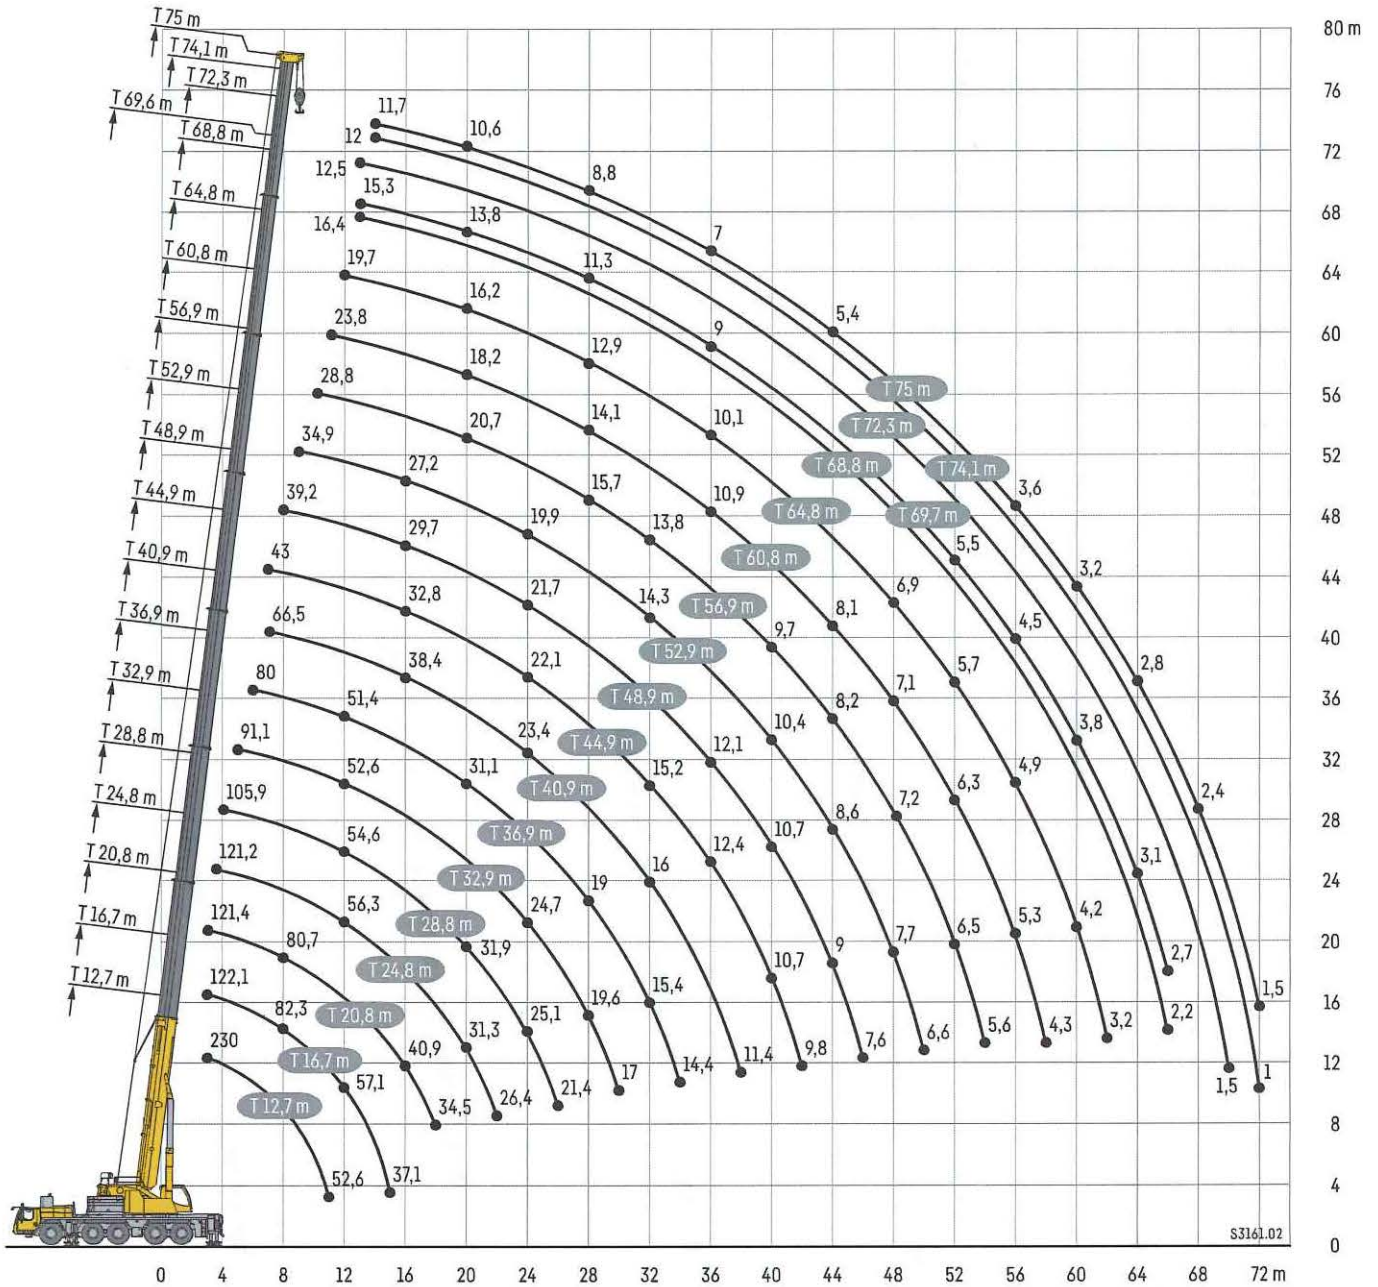 T 75 m
T 74,1 m
T 72,3 m
T 69,6 m
T 68,8 m
T 64,8 m
T 60,8 m
T 56,9 m
T 52,9 m
T 48,9 m
T 44,9 m
T 40,9 m
T 36,9 m
T 32,9 m
T 28,8 m
T 24,8 m
T 20,8 m
T 16,7 m
T 12,7 m
80 m
76
72
68
64
60
56
52
48
44
40
36
32
28
24
20
16
12
8
4
0
11,7 10,6 8,8 7 5,4 3,6 3,2 2,8 2,4 1,5
12 1
12,5 1,5
15,3 13,8 11,3 9 5,5 4,5 3,8 3,1 2,7
16,4 2,2
19,7 16,2 12,9 10,1 6,9 5,7 4,9 4,2 3,2
23,8 18,2 14,1 10,9 8,1 7,1 6,3 5,3 4,3
28,8 20,7 15,7 13,8 9,7 8,2 7,2 6,5 5,6
34,9 27,2 19,9 14,3 10,4 8,6 7,7 6,6
39,2 29,7 21,7 12,1 10,7 9 7,6
43 32,8 22,1 15,2 12,4 10,7 9,8
66,5 38,4 23,4 16 11,4
80 51,4 31,1 19 15,4 14,4
91,1 52,6 24,7 19,6 17
105,9 54,6 31,9 25,1 21,4
121,2 56,3 31,3 26,4
121,4 80,7 40,9 34,5
122,1 82,3 57,1 37,1
230 52,6
T 75 m
T 72,3 m
T 74,1 m
T 68,8 m
T 69,7 m
T 64,8 m
T 60,8 m
T 56,9 m
T 52,9 m
T 48,9 m
T 44,9 m
T 40,9 m
T 36,9 m
T 32,9 m
T 28,8 m
T 24,8 m
T 20,8 m
T 16,7 m
T 12,7 m
S3161.02
0 4 8 12 16 20 24 28 32 36 40 44 48 52 56 60 64 68 72 m